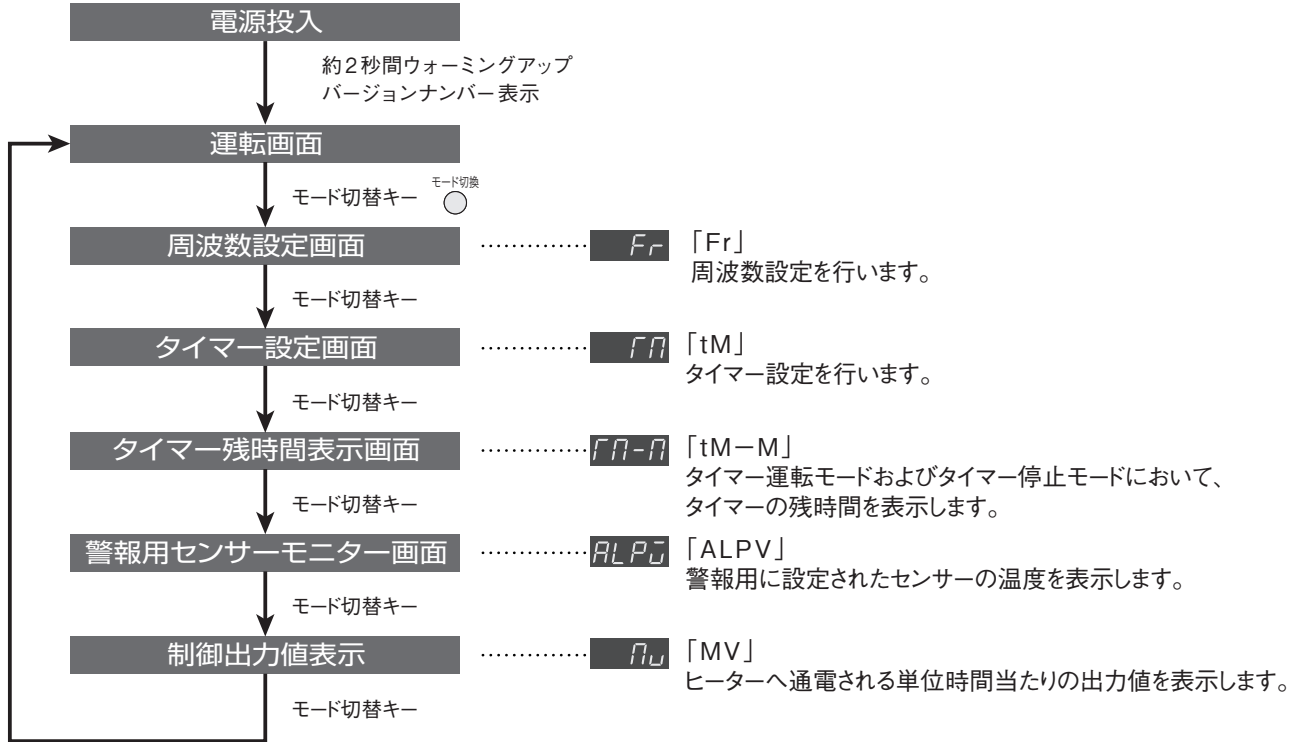 電源投入
約2秒間ウォーミングアップ
バージョンナンバー表示
運転画面
モード切替キー
モード切換
周波数設定画面
Fr
「Fr」
周波数設定を行います。
モード切替キー
タイマー設定画面
tM
「tM」
タイマー設定を行います。
モード切替キー
タイマー残時間表示画面
tM-M
「tM－M」
タイマー運転モードおよびタイマー停止モードにおいて、
タイマーの残時間を表示します。
モード切替キー
警報用センサーモニター画面
ALPV
「ALPV」
警報用に設定されたセンサーの温度を表示します。
モード切替キー
制御出力値表示
MV
「MV」
ヒーターへ通電される単位時間当たりの出力値を表示します。
モード切替キー